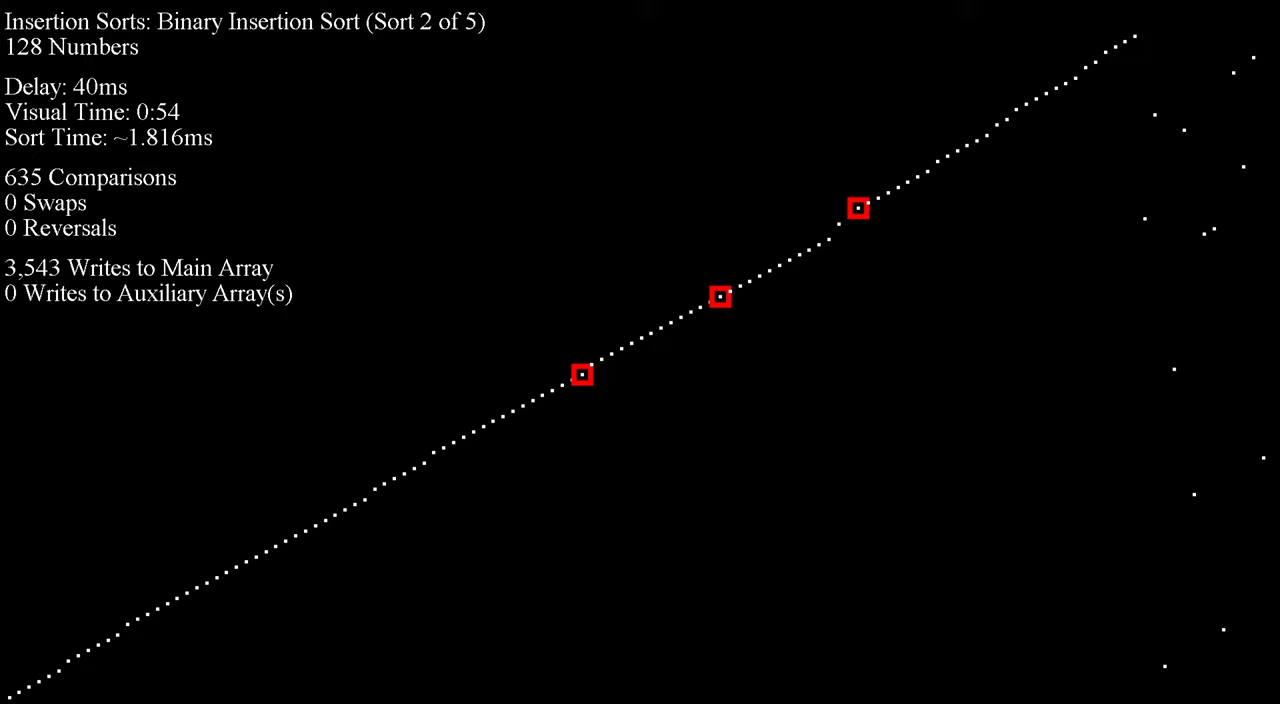 Insertion Sorts: Binary Insertion Sort (Sort 2 of 5)
128 Numbers
Delay: 40ms
Visual Time: 0:54
Sort Time: ~1.816ms
635 Comparisons
0 Swaps
0 Reversals
3,543 Writes to Main Array
0 Writes to Auxiliary Array(s)